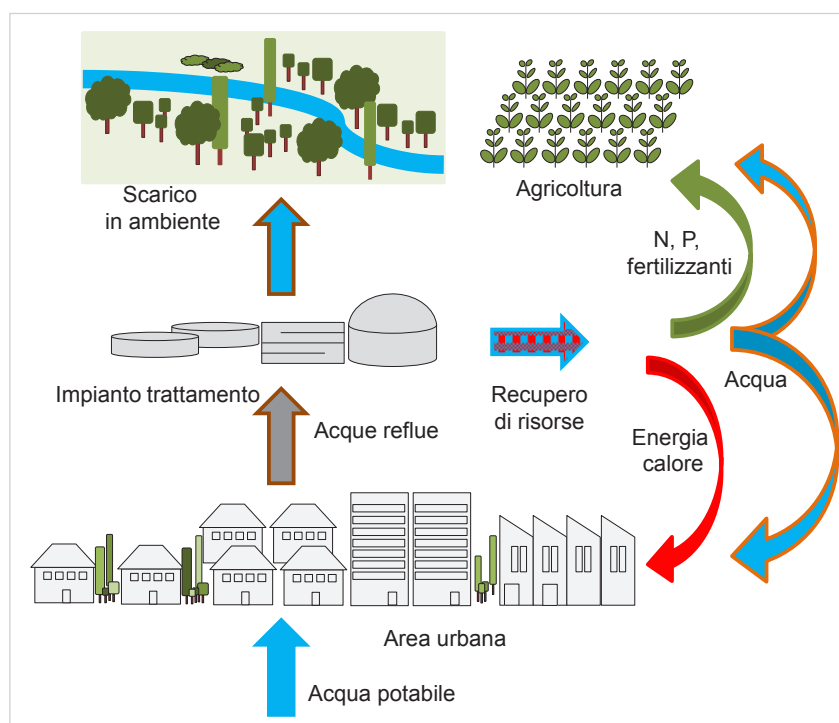 Scarico
in ambiente
Agricoltura
N, P,
fertilizzanti
Impianto trattamento
Recupero
di risorse
Acqua
Acque reflue
Energia
calore
Area urbana
Acqua potabile